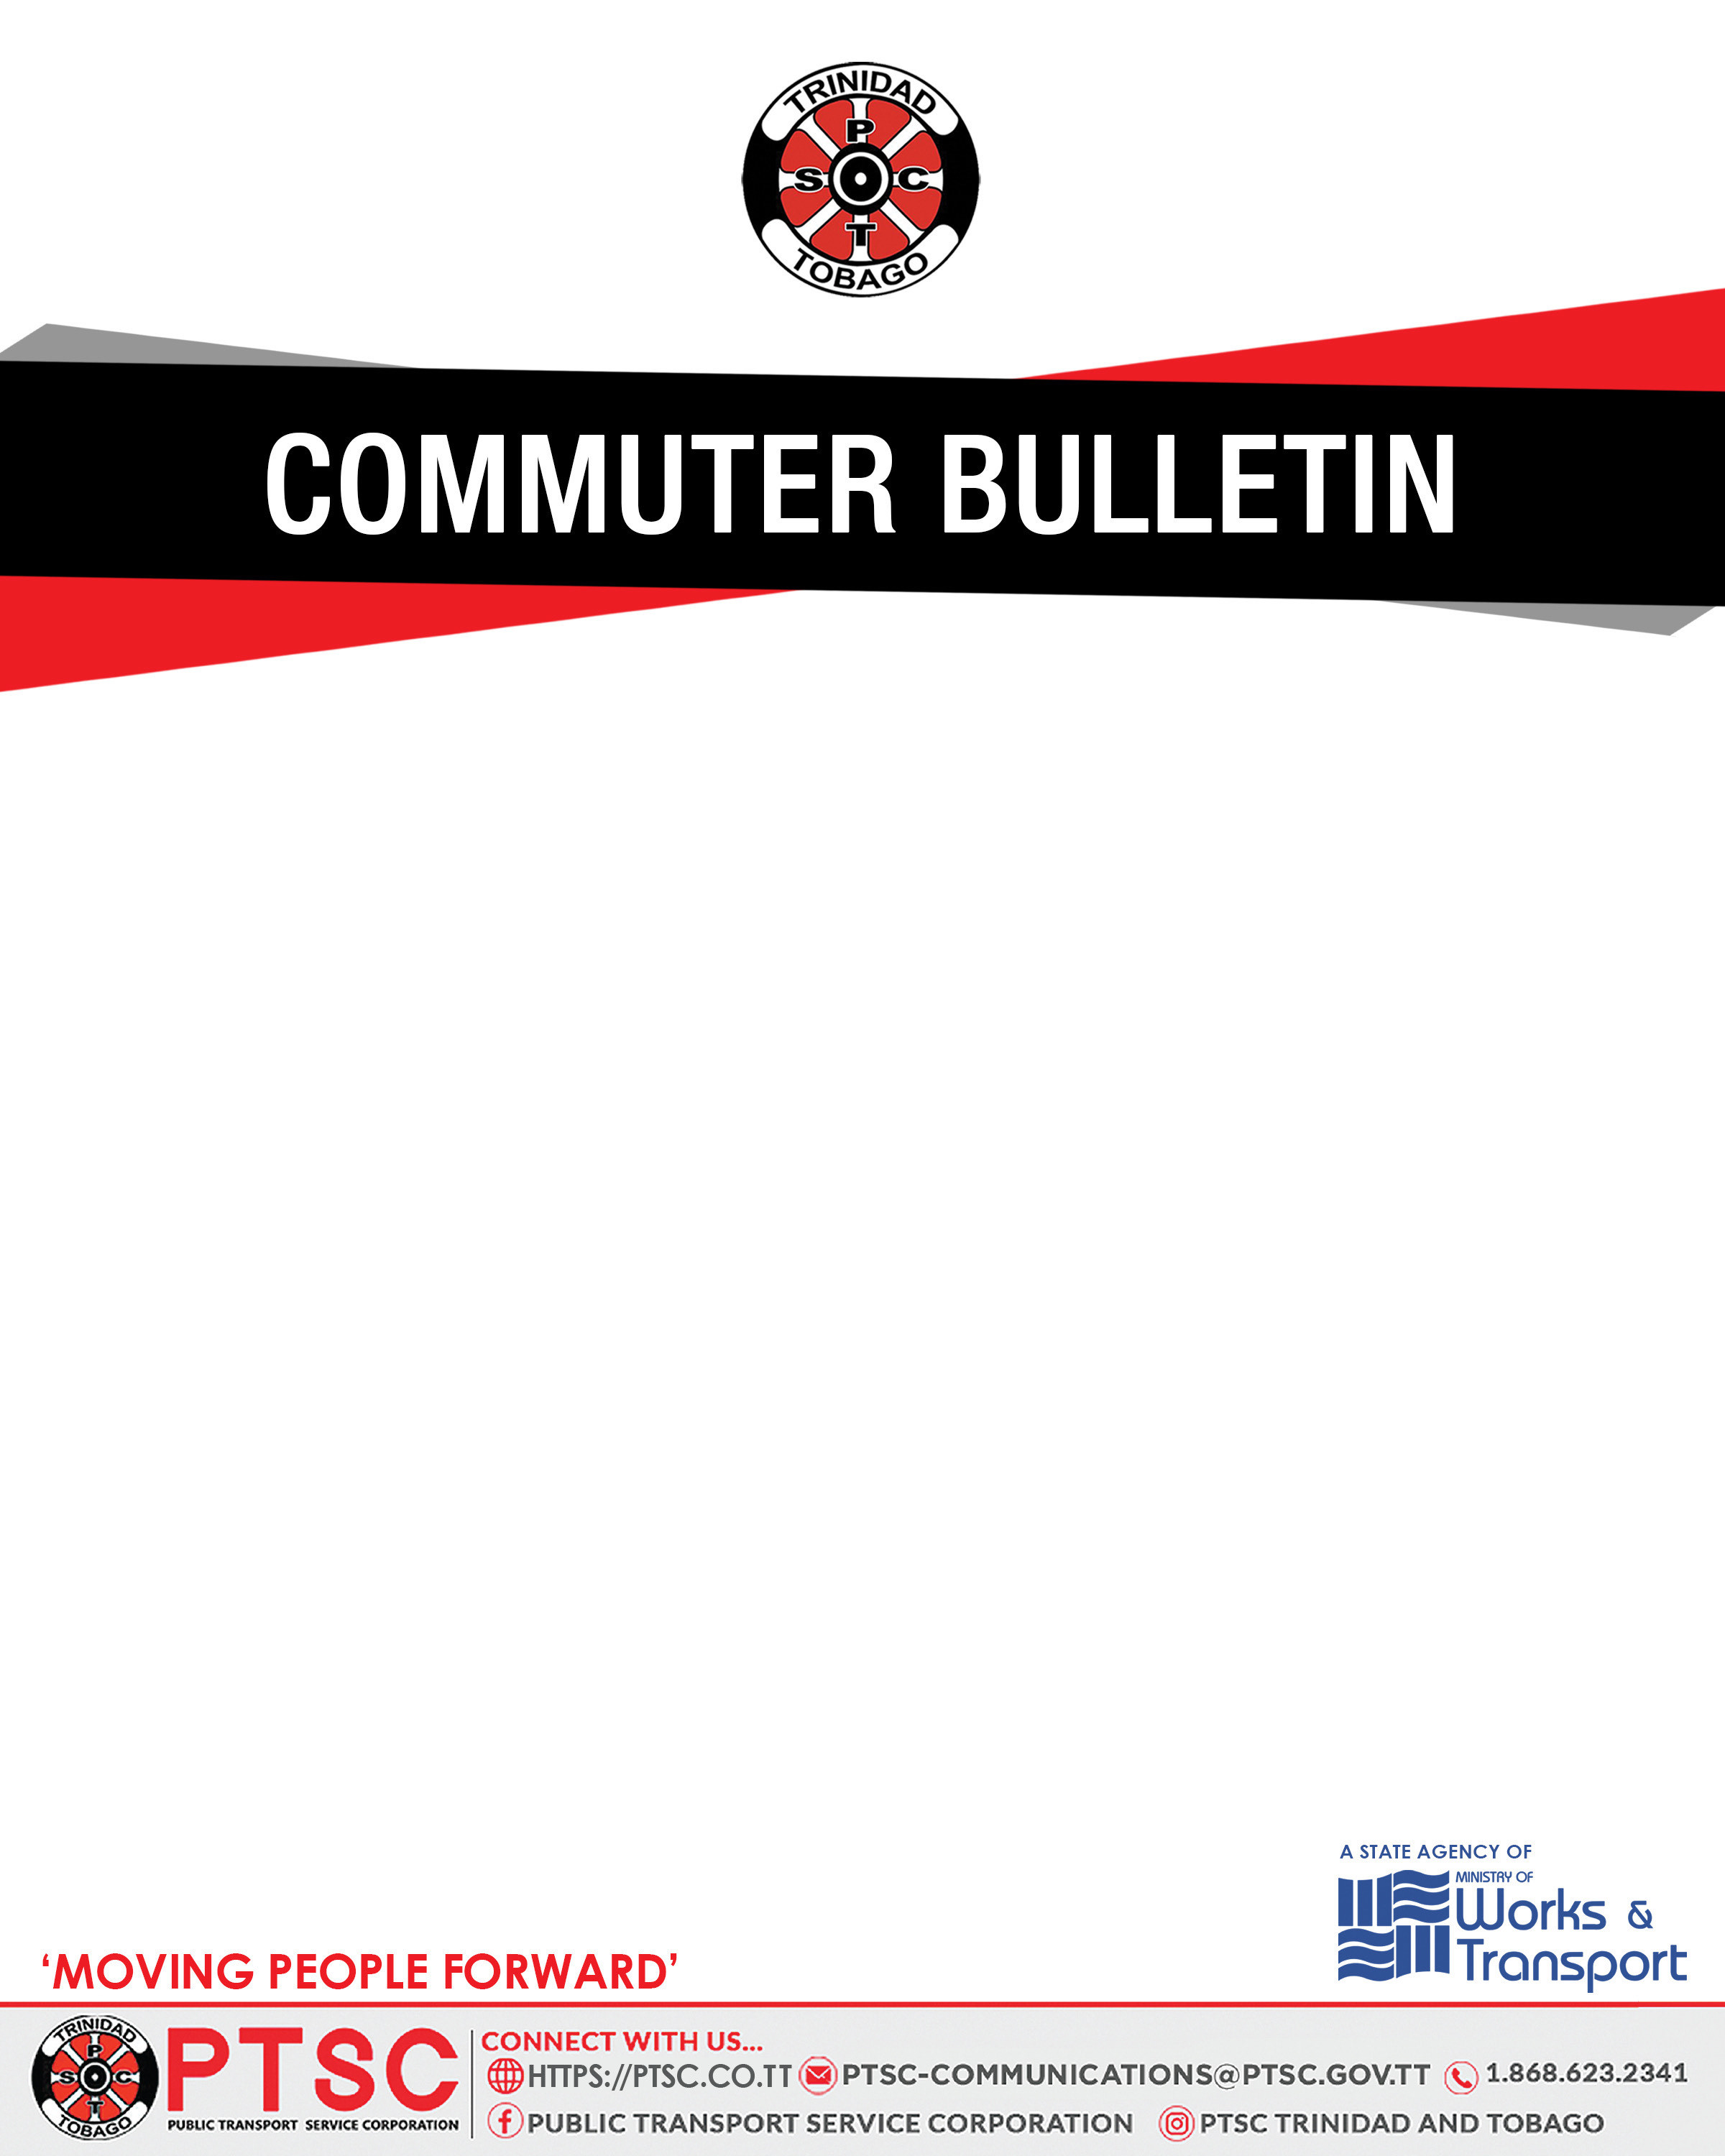 TRINIDAD
P
S C
T
TOBAGO
COMMUTER BULLETIN
A STATE AGENCY OF
MINISTRY OF
Works &
Transport
‘MOVING PEOPLE FORWARD’
TRINIDAD
P
S C
T
TOBAGO
PTSC
PUBLIC TRANSPORT SERVICE CORPORATION
CONNECT WITH US...
HTTPS://PTSC.CO.TT PTSC-COMMUNICATIONS@PTSC.GOV.TT 1.868.623.2341
PUBLIC TRANSPORT SERVICE CORPORATION PTSC TRINIDAD AND TOBAGO